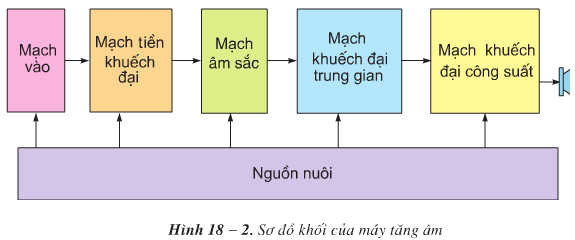 Mạch
vào
Mạch tiền
khuếch
đại
Mạch
âm sắc
Mạch
khuếch đại
trung gian
Mạch khuếch
đại công suất
Nguồn nuôi
Hình 18 – 2. Sơ đồ khối của máy tăng âm